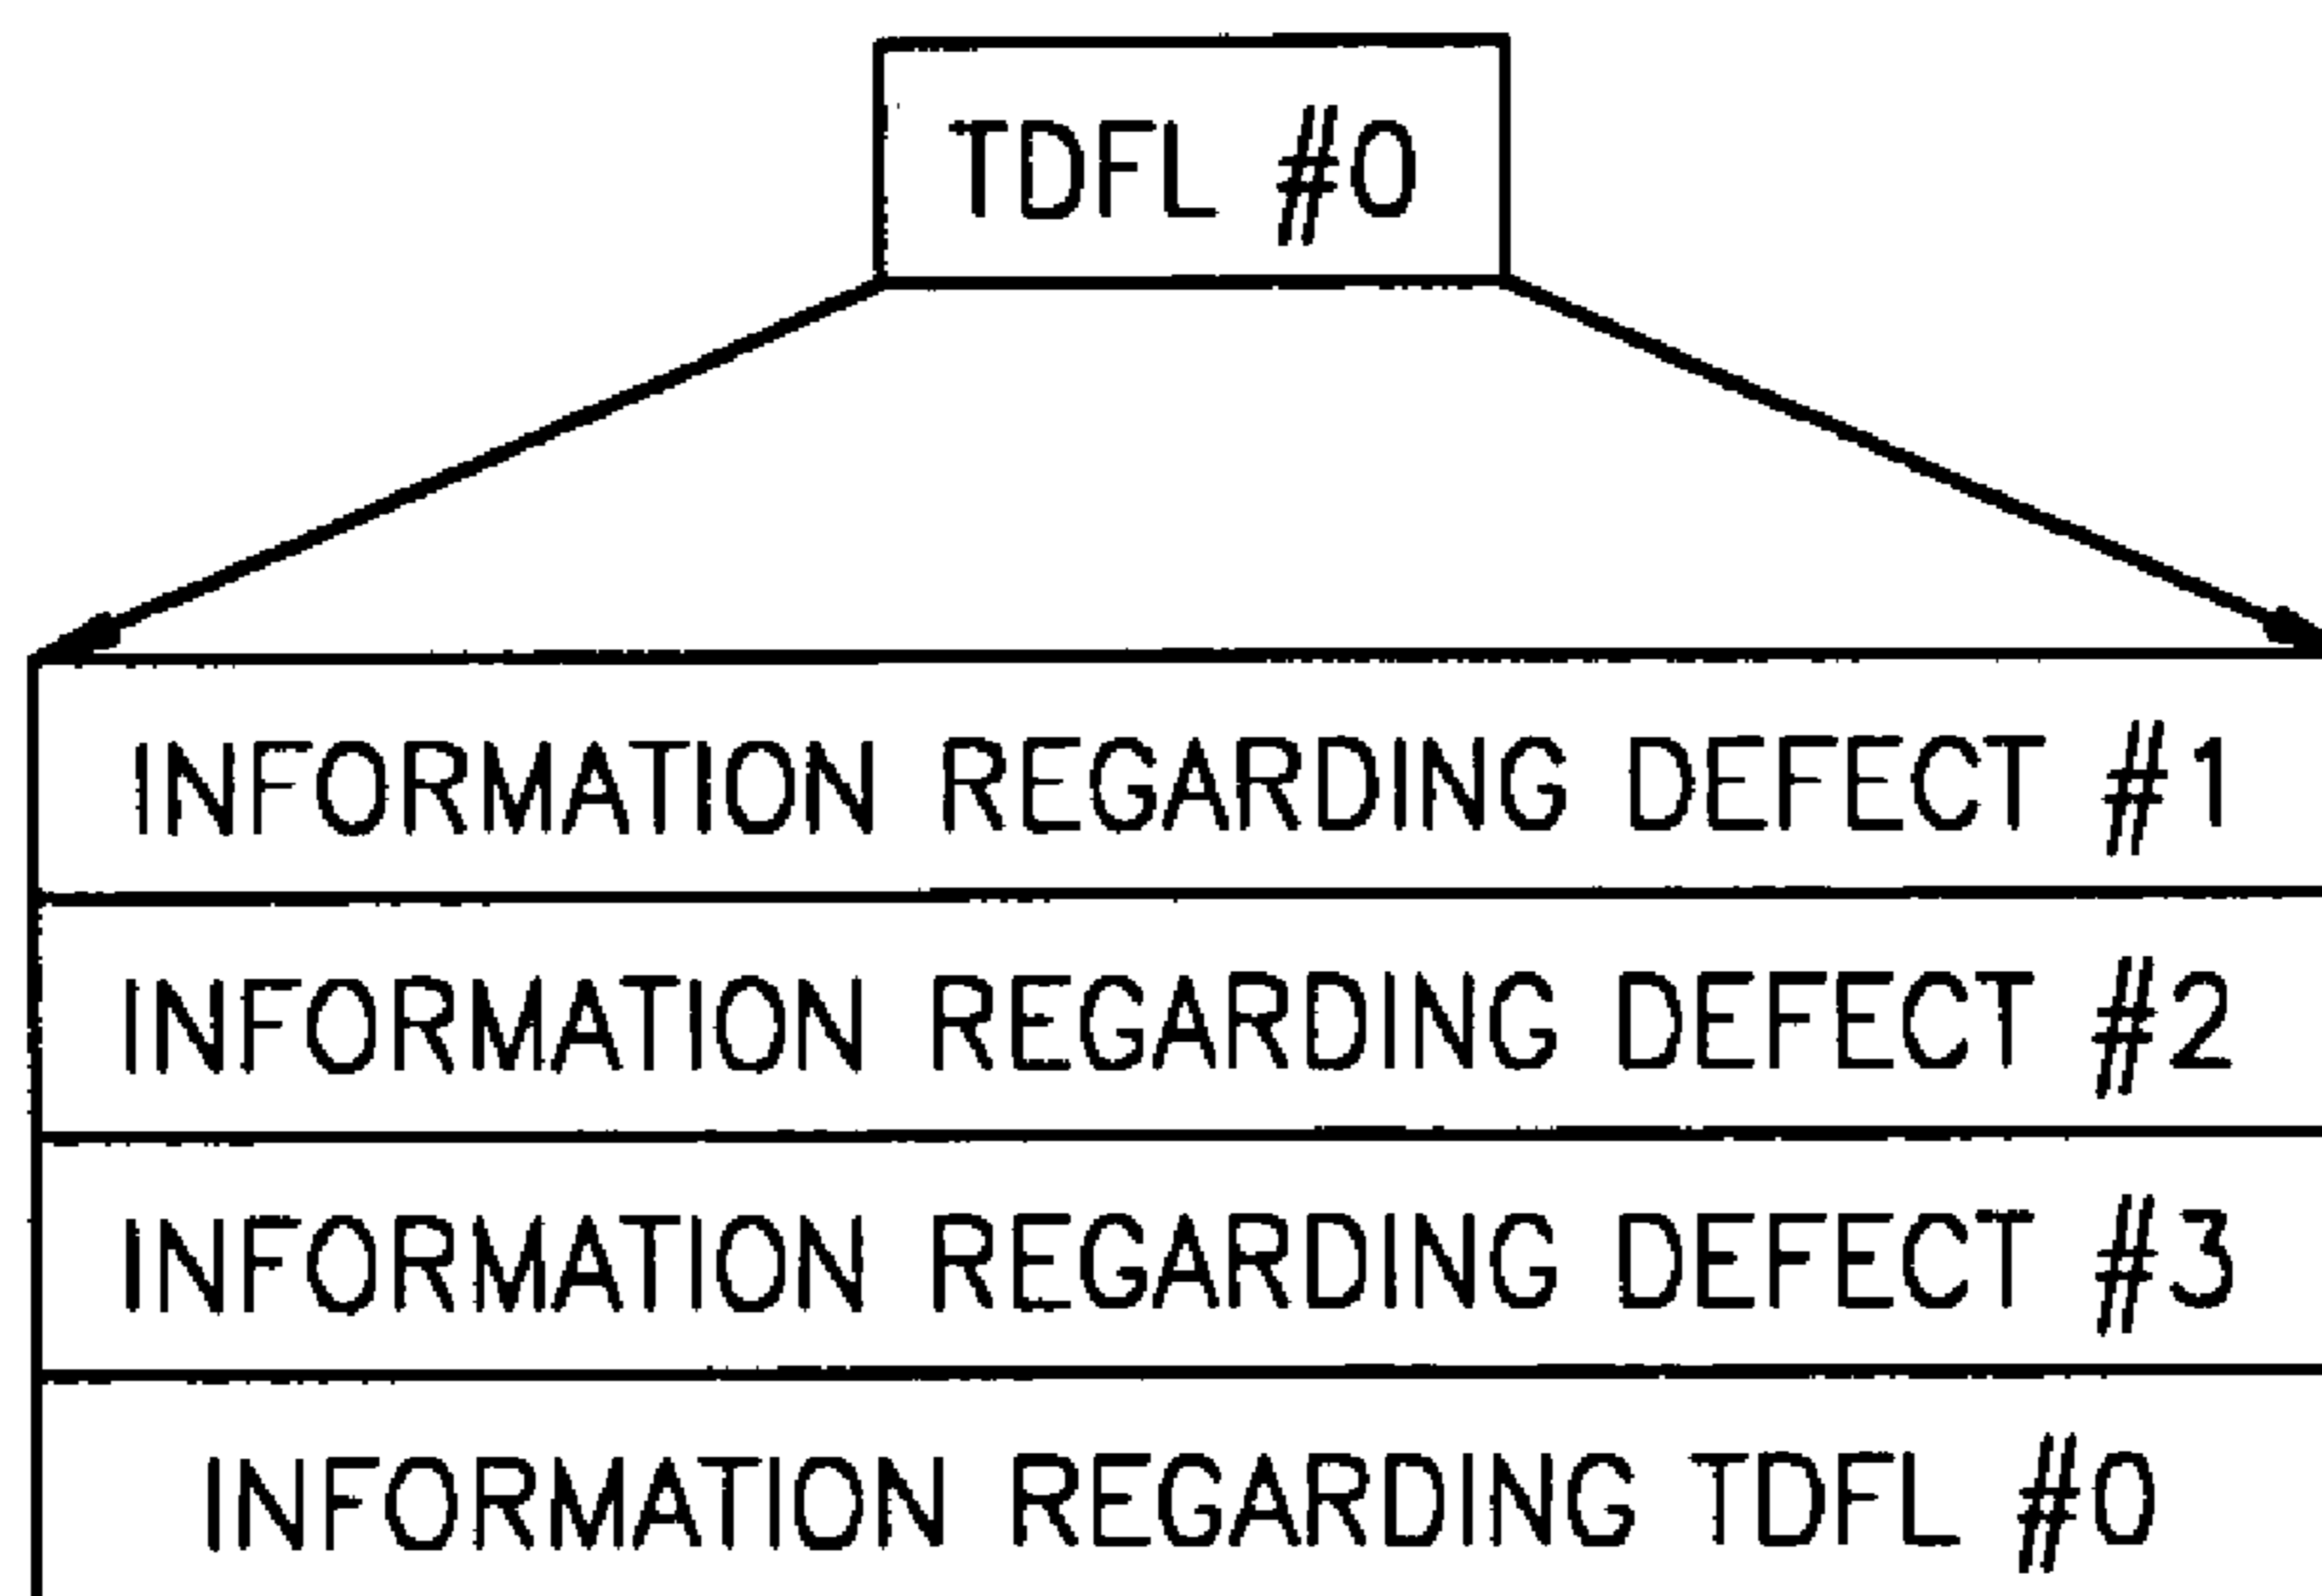 TDFL #0
INFORMATION REGARDING DEFECT #1
INFORMATION REGARDING DEFECT #2
INFORMATION REGARDING DEFECT #3
INFORMATION REGARDING TDFL #0